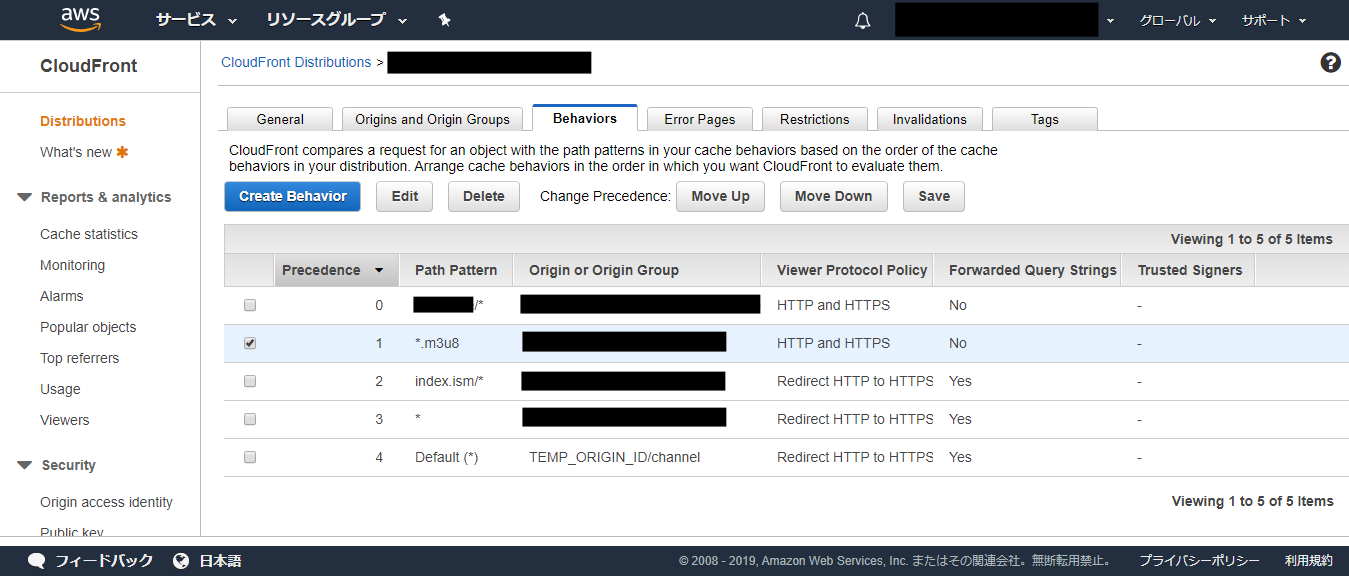 aws サービス リソースグループ グローバル サポート
CloudFront
CloudFront Distributions >
?
Distributions
What's new
Reports & analytics
Cache statistics
Monitoring
Alarms
Popular objects
Top referrers
Usage
Viewers
Security
Origin access identity
Public key
General Origins and Origin Groups Behaviors Error Pages Restrictions Invalidations Tags
CloudFront compares a request for an object with the path patterns in your cache behaviors based on the order of the cache
behaviors in your distribution. Arrange cache behaviors in the order in which you want CloudFront to evaluate them.
Create Behavior Edit Delete Change Precedence: Move Up Move Down Save
Viewing 1 to 5 of 5 Items
Precedence Path Pattern Origin or Origin Group Viewer Protocol Policy Forwarded Query Strings Trusted Signers
0 /* HTTP and HTTPS No -
1 *.m3u8 HTTP and HTTPS No -
2 index.ism/* Redirect HTTP to HTTPS Yes -
3 * Redirect HTTP to HTTPS Yes -
4 Default (*) TEMP_ORIGIN_ID/channel Redirect HTTP to HTTPS Yes -
Viewing 1 to 5 of 5 Items
フィードバック 日本語 © 2008 - 2019, Amazon Web Services, Inc. またはその関連会社。無断転用禁止。 プライバシーポリシー 利用規約